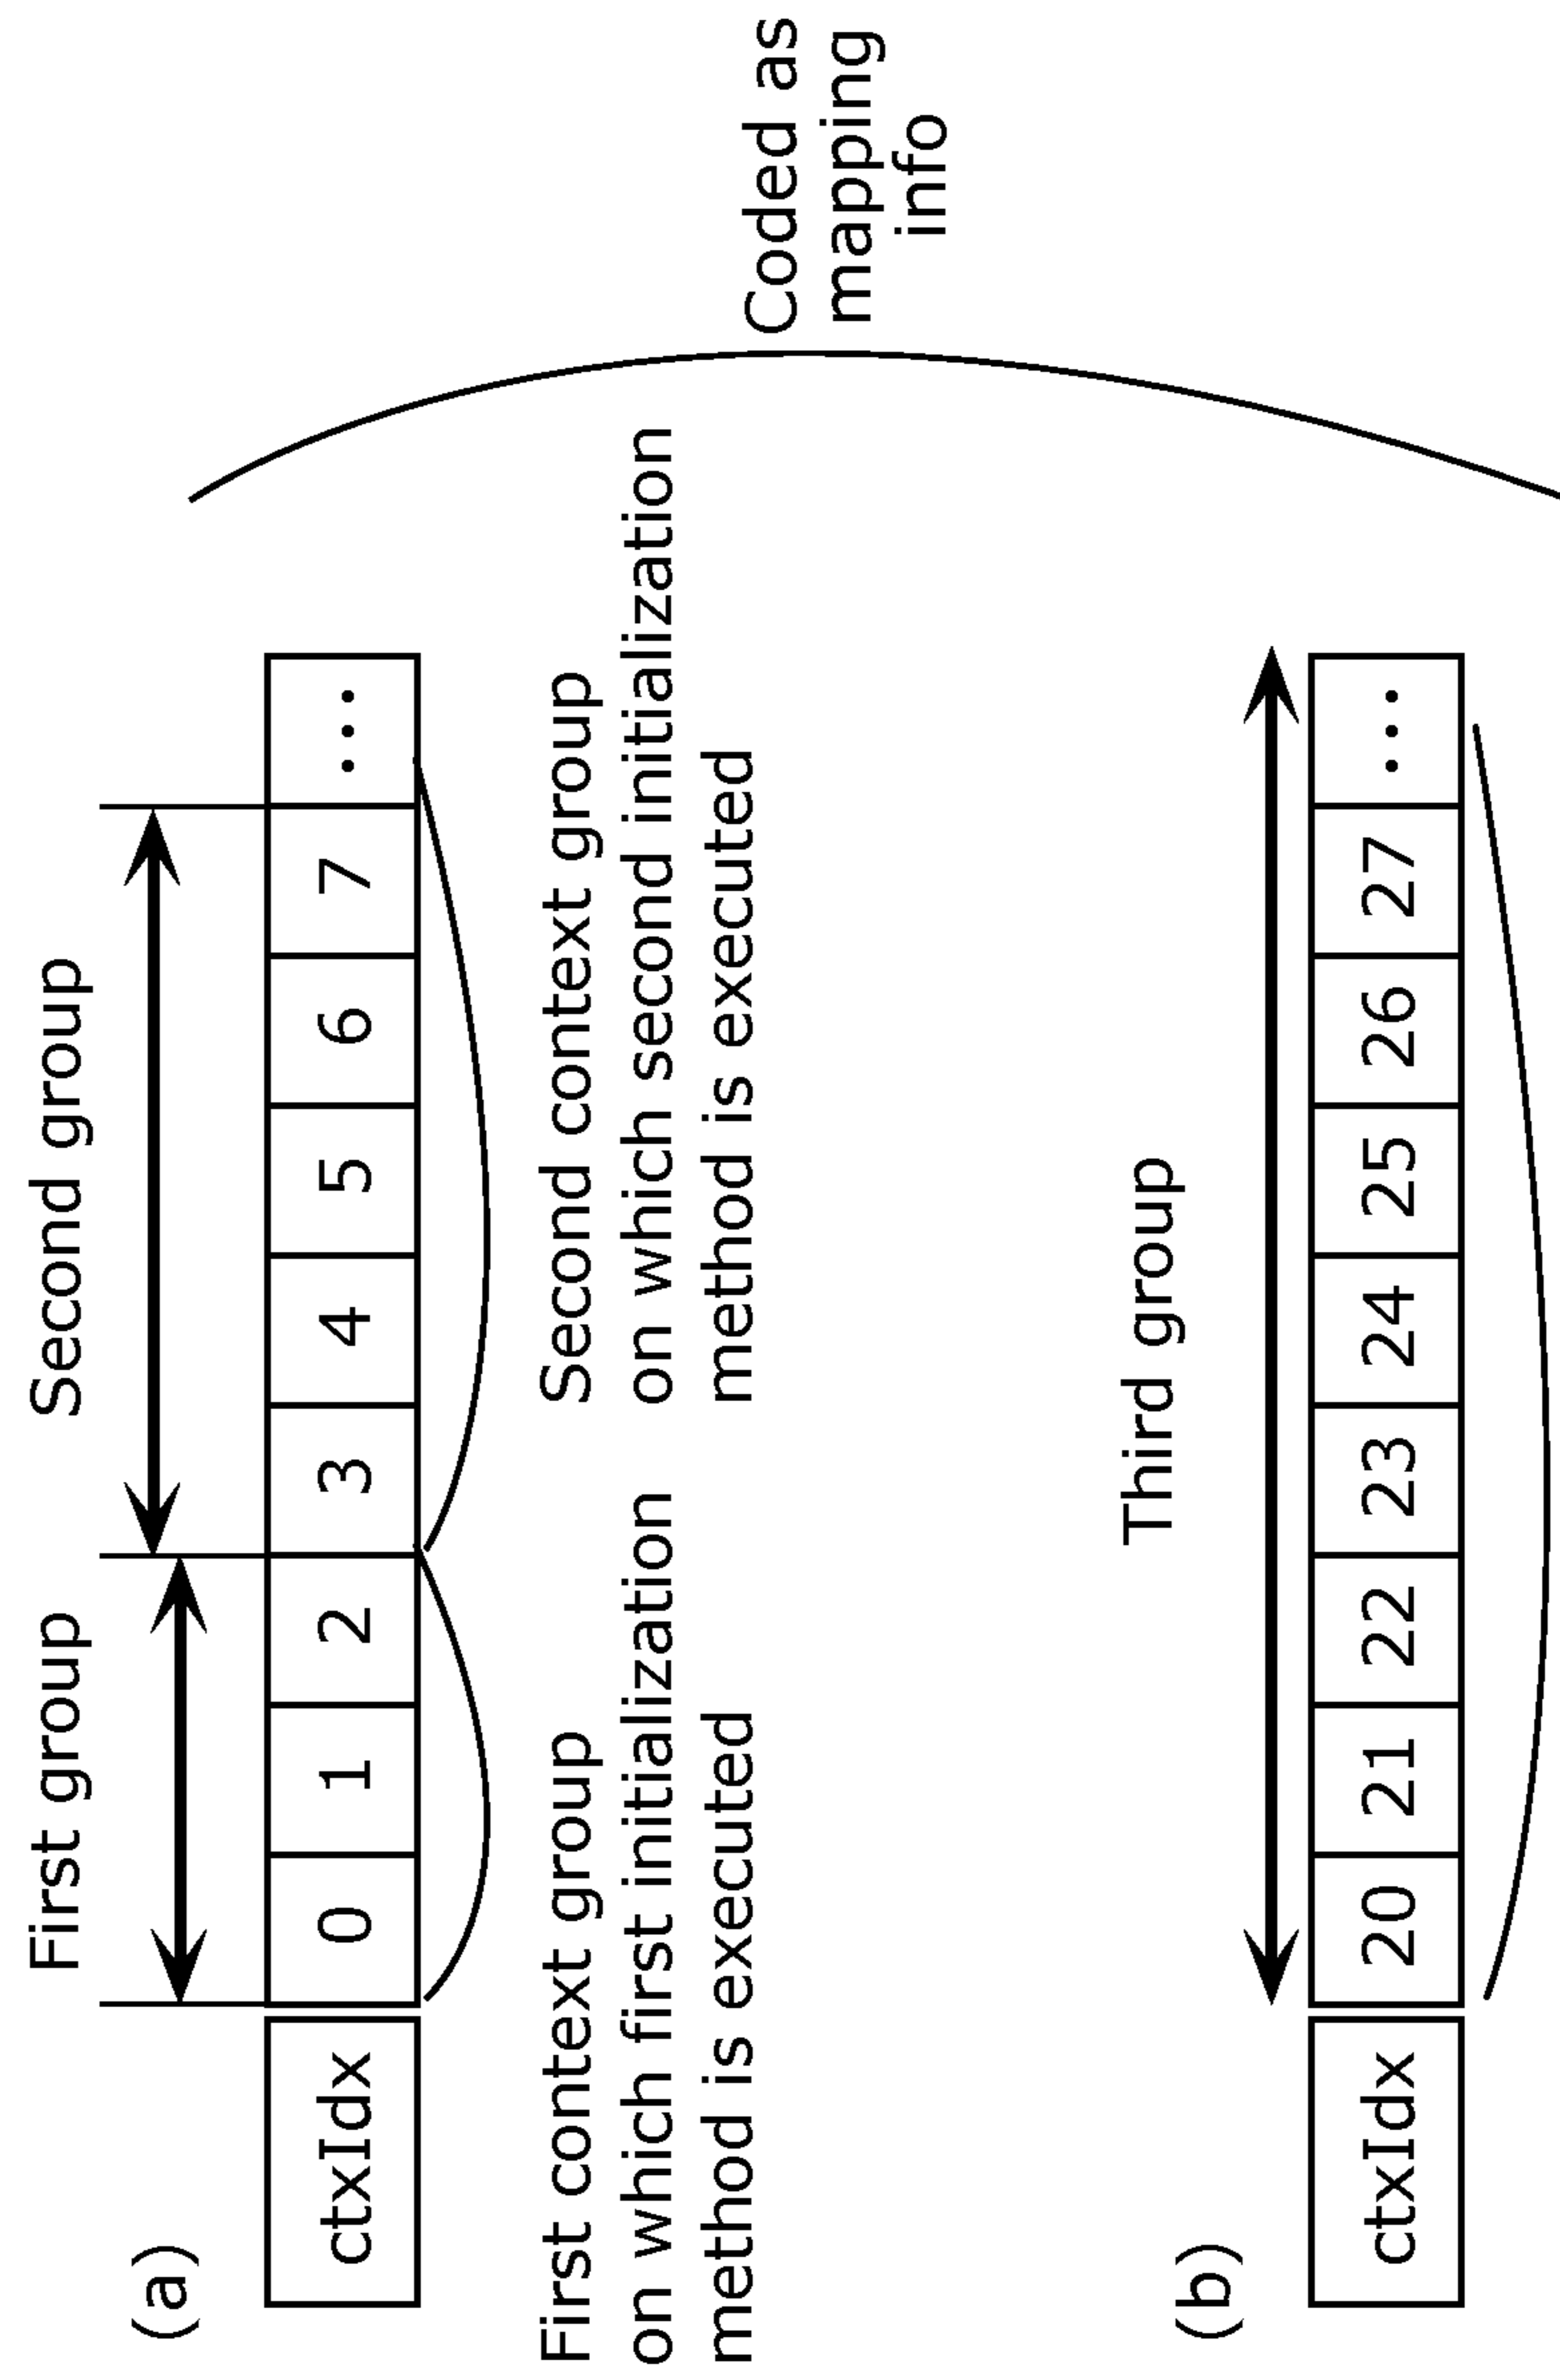 (a)
First group
Second group
ctxIdx 0 1 2 3 4 5 6 7 ...
First context group
on which first initialization
method is executed
Second context group
on which second initialization
method is executed
Coded as
mapping
info
(b)
Third group
ctxIdx 20 21 22 23 24 25 26 27 ...